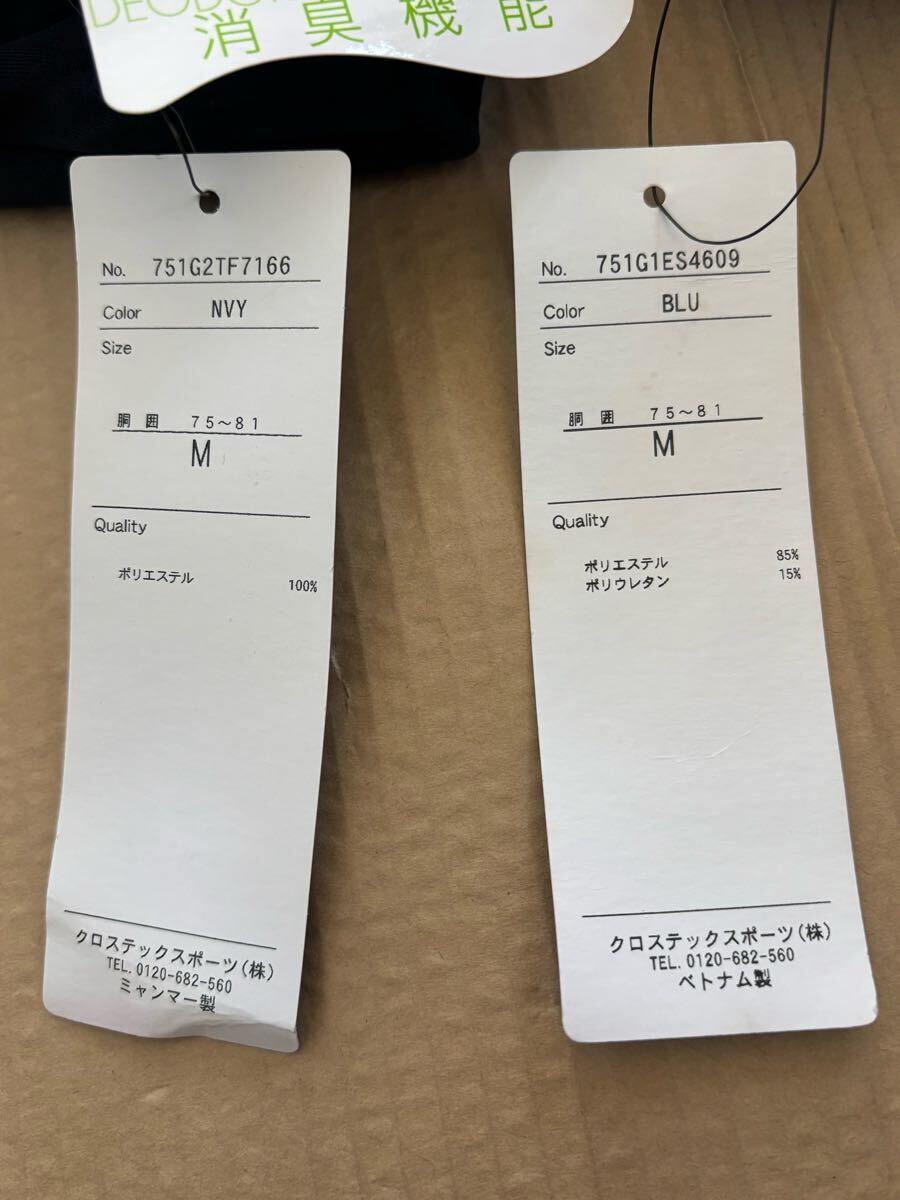 消臭機能
No. 751G2TF7166
Color NVY
Size
胴囲 75～81
M
Quality
ポリエステル 100%
クロステックスポーツ(株)
TEL. 0120-682-560
ミャンマー製
No. 751G1ES4609
Color BLU
Size
胴囲 75～81
M
Quality
ポリエステル 85%
ポリウレタン 15%
クロステックスポーツ(株)
TEL. 0120-682-560
ベトナム製